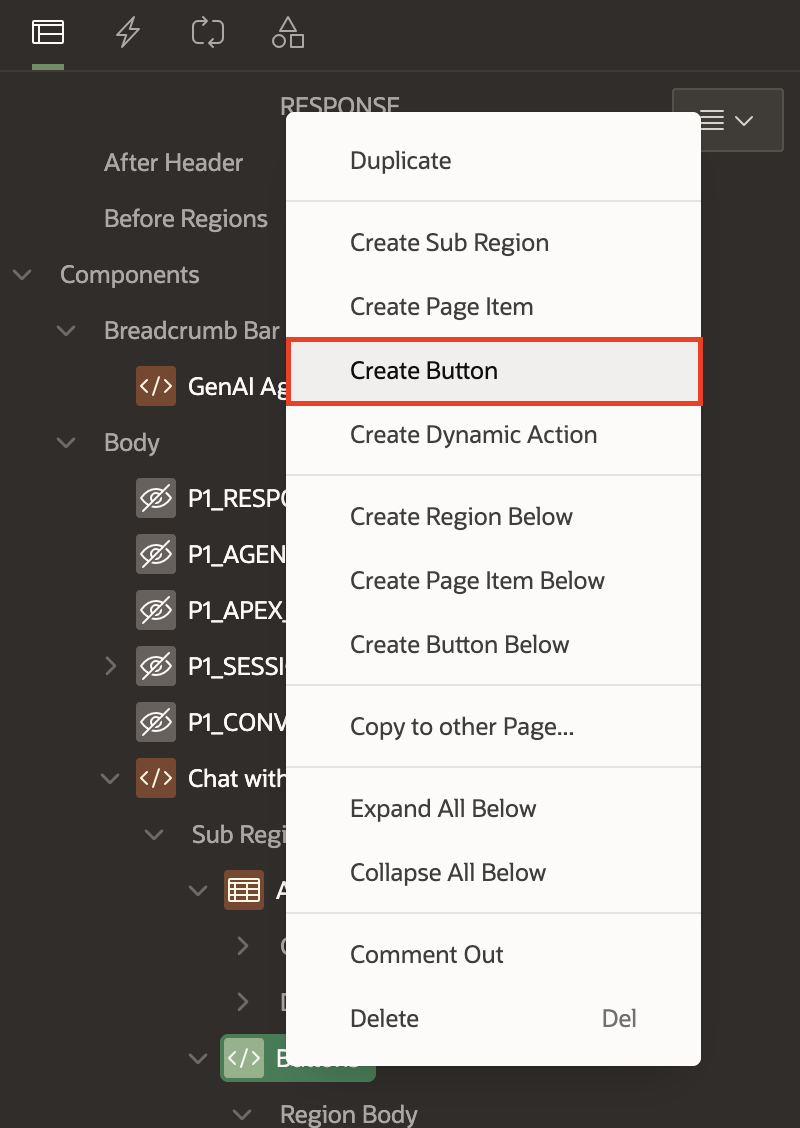 RESPONSE
After Header
Before Regions
Components
Breadcrumb Bar
GenAI Ag
Body
P1_RESPO
P1_AGEN
P1_APEX_
P1_SESSI
P1_CONV
Chat with
Sub Regi
A
Buttons
Region Body
Duplicate
Create Sub Region
Create Page Item
Create Button
Create Dynamic Action
Create Region Below
Create Page Item Below
Create Button Below
Copy to other Page...
Expand All Below
Collapse All Below
Comment Out
Delete Del